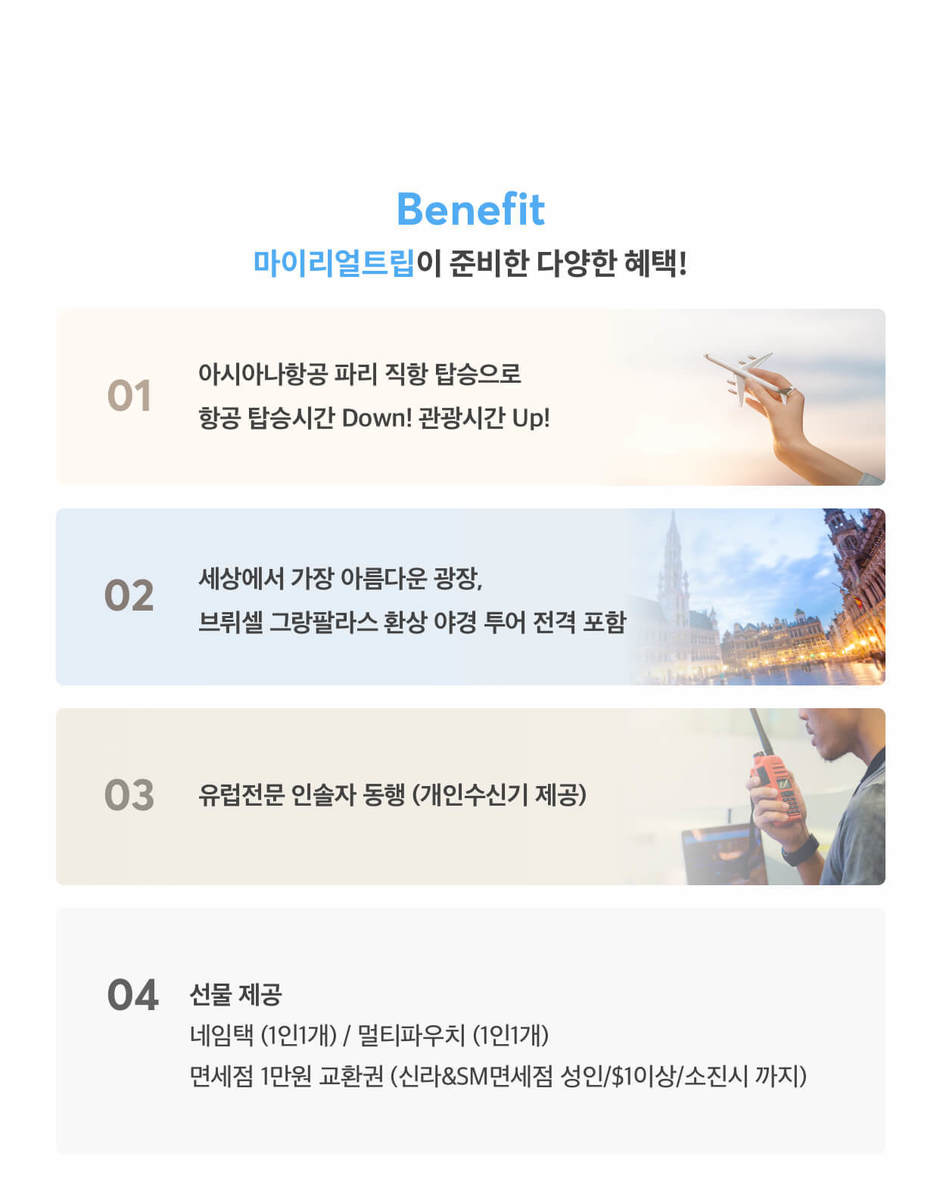 Benefit
마이리얼트립이 준비한 다양한 혜택!
01
아시아나항공 파리 직항 탑승으로
항공 탑승시간 Down! 관광시간 Up!
02
세상에서 가장 아름다운 광장,
브뤼셀 그랑팔라스 환상 야경 투어 전격 포함
03
유럽전문 인솔자 동행 (개인수신기 제공)
04
선물 제공
네임택 (1인1개) / 멀티파우치 (1인1개)
면세점 1만원 교환권 (신라&SM면세점 성인/$1이상/소진시 까지)